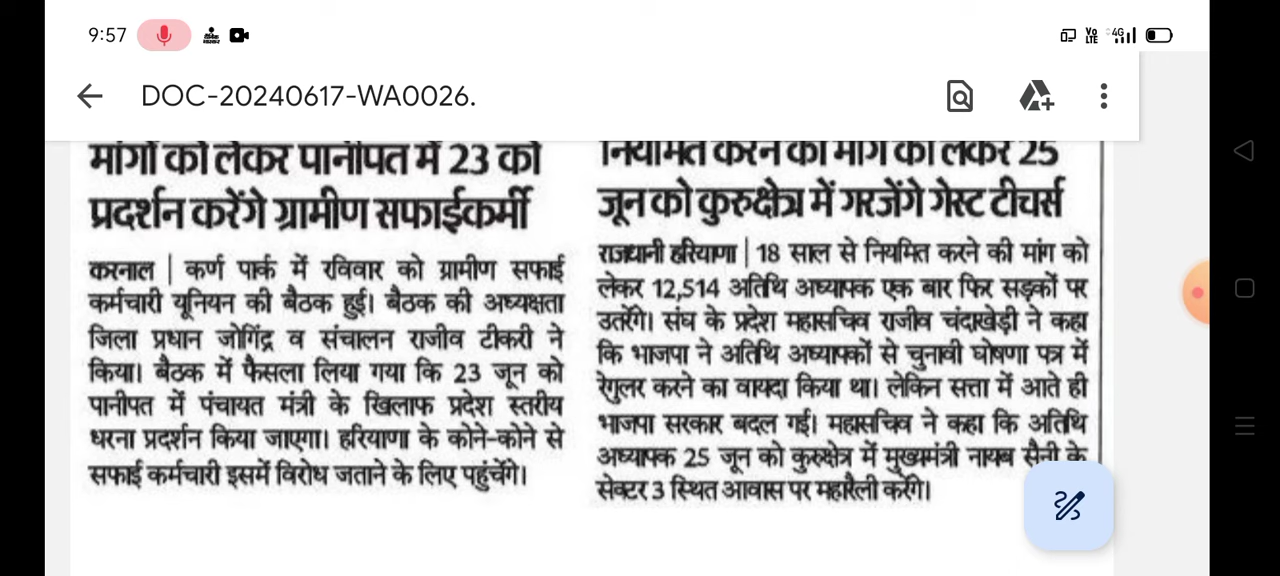 9:57
Vo LTE 4G
DOC-20240617-WA0026.
मांगों को लेकर पानीपत में 23 को
प्रदर्शन करेंगे ग्रामीण सफाईकर्मी
करनाल | कर्ण पार्क में रविवार को ग्रामीण सफाई
कर्मचारी यूनियन की बैठक हुई। बैठक की अध्यक्षता
जिला प्रधान जोगिंद्र व संचालन राजीव टीकरी ने
किया। बैठक में फैसला लिया गया कि 23 जून को
पानीपत में पंचायत मंत्री के खिलाफ प्रदेश स्तरीय
धरना प्रदर्शन किया जाएगा। हरियाणा के कोने-कोने से
सफाई कर्मचारी इसमें विरोध जताने के लिए पहुंचेंगे।
नियमित करने की मांग को लेकर 25
जून को कुरुक्षेत्र में गरजेंगे गेस्ट टीचर्स
राजधानी हरियाणा | 18 साल से नियमित करने की मांग को
लेकर 12,514 अतिथि अध्यापक एक बार फिर सड़कों पर
उतरेंगे। संघ के प्रदेश महासचिव राजीव चंदाखेड़ी ने कहा
कि भाजपा ने अतिथि अध्यापकों से चुनावी घोषणा पत्र में
रेगुलर करने का वायदा किया था। लेकिन सत्ता में आते ही
भाजपा सरकार बदल गई। महासचिव ने कहा कि अतिथि
अध्यापक 25 जून को कुरुक्षेत्र में मुख्यमंत्री नायब सैनी के
सेक्टर 3 स्थित आवास पर महारैली करेंगे।